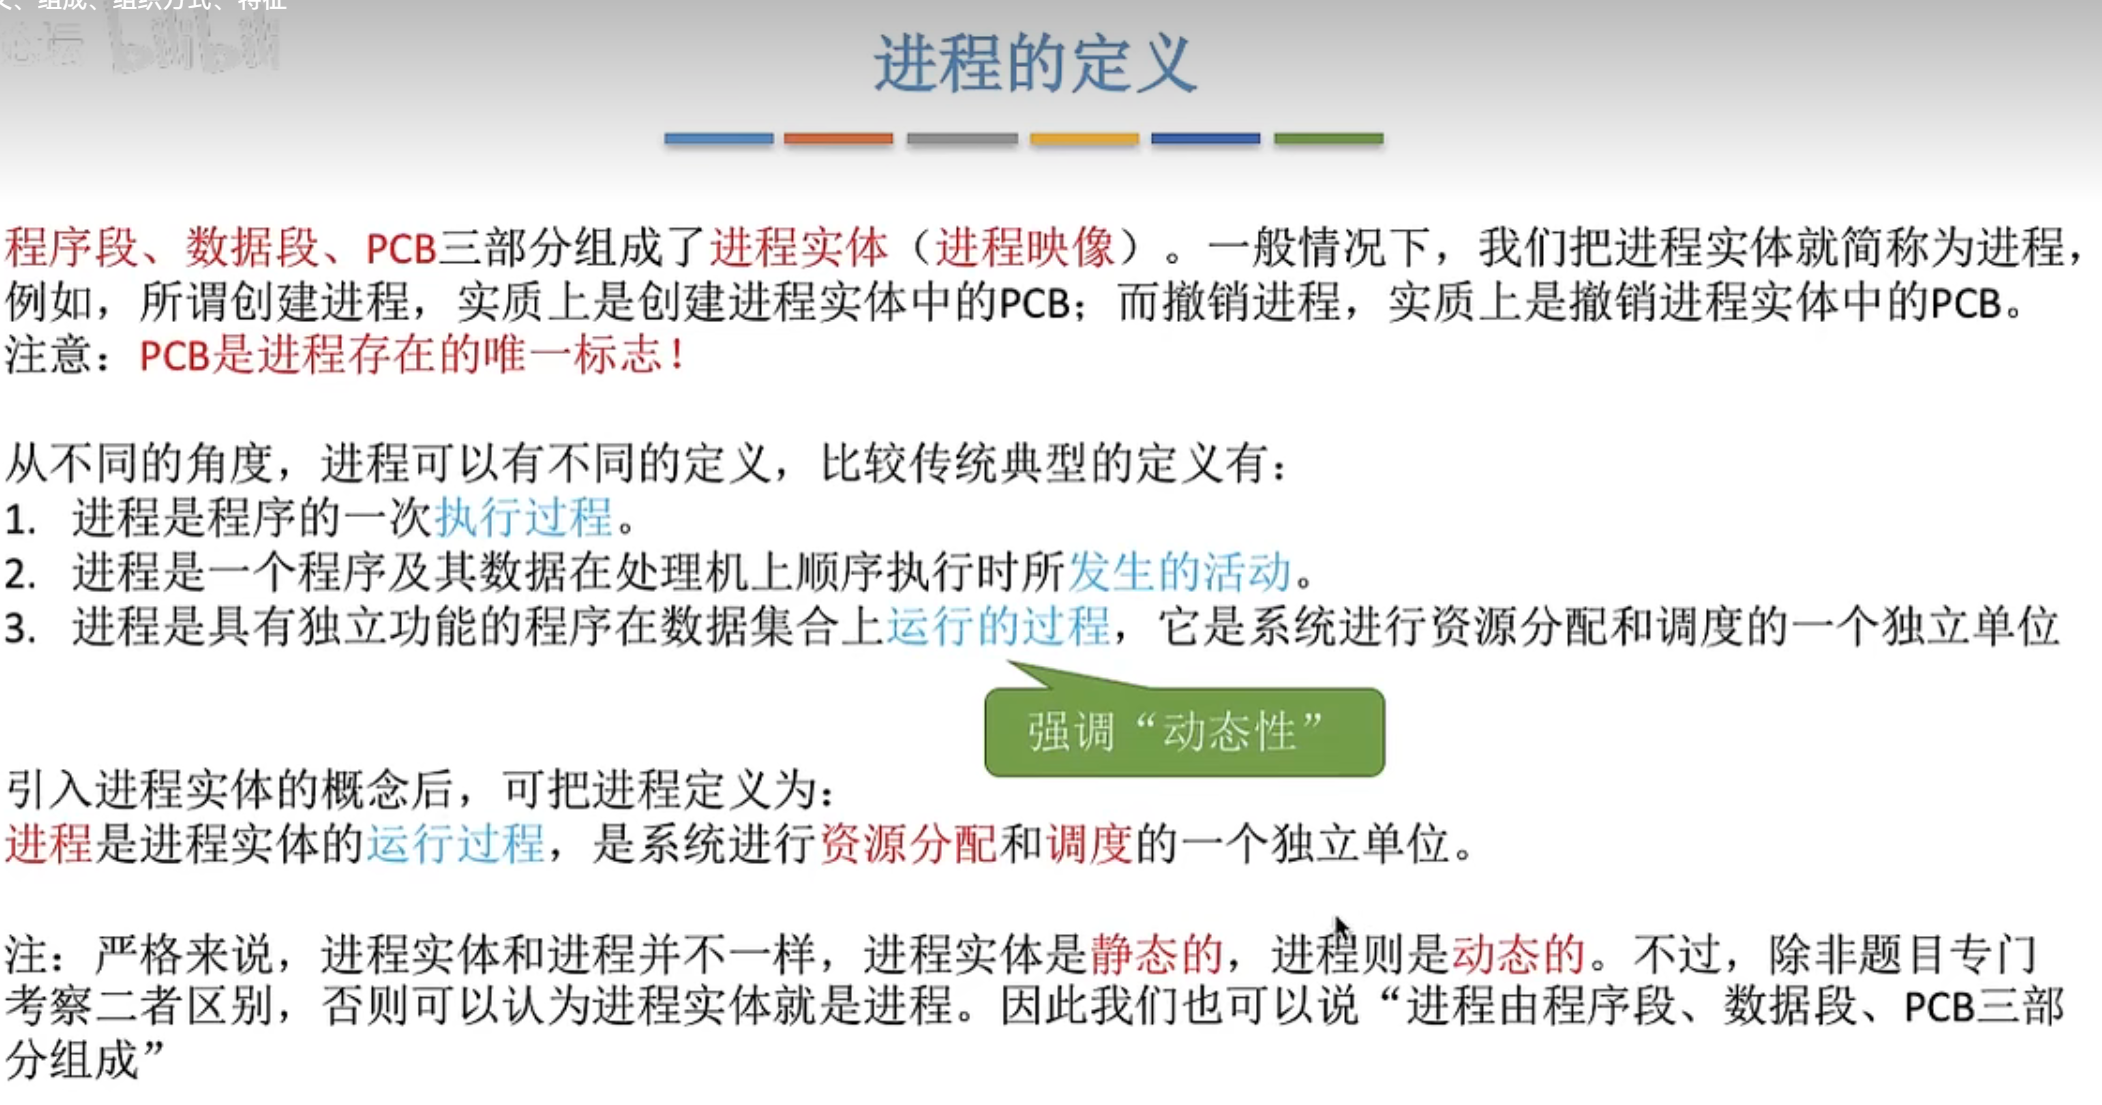 、组成、组织方式、特征
bilibili
进程的定义
程序段、数据段、PCB三部分组成了进程实体（进程映像）。一般情况下，我们把进程实体就简称为进程，
例如，所谓创建进程，实质上是创建进程实体中的PCB；而撤销进程，实质上是撤销进程实体中的PCB。
注意：PCB是进程存在的唯一标志！
从不同的角度，进程可以有不同的定义，比较传统典型的定义有：
1. 进程是程序的一次执行过程。
2. 进程是一个程序及其数据在处理机上顺序执行时所发生的活动。
3. 进程是具有独立功能的程序在数据集合上运行的过程，它是系统进行资源分配和调度的一个独立单位
强调“动态性”
引入进程实体的概念后，可把进程定义为：
进程是进程实体的运行过程，是系统进行资源分配和调度的一个独立单位。
注：严格来说，进程实体和进程并不一样，进程实体是静态的，进程则是动态的。不过，除非题目专门
考察二者区别，否则可以认为进程实体就是进程。因此我们也可以说“进程由程序段、数据段、PCB三部
分组成”